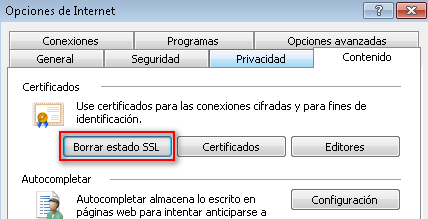 Opciones de Internet
?
Conexiones Programas Opciones avanzadas
General Seguridad Privacidad Contenido
Certificados
Use certificados para las conexiones cifradas y para fines de
identificación.
Borrar estado SSL Certificados Editores
Autocompletar
Autocompletar almacena lo escrito en
páginas web para intentar anticiparse a
Configuración